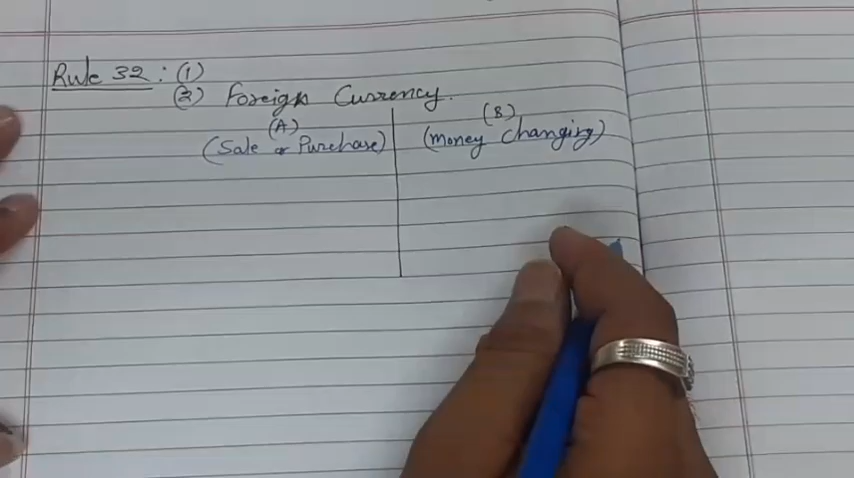 Rule 32 : (1)
(2) Foreign Currency.
(A) (B)
(Sale or Purchase) (Money Changing)